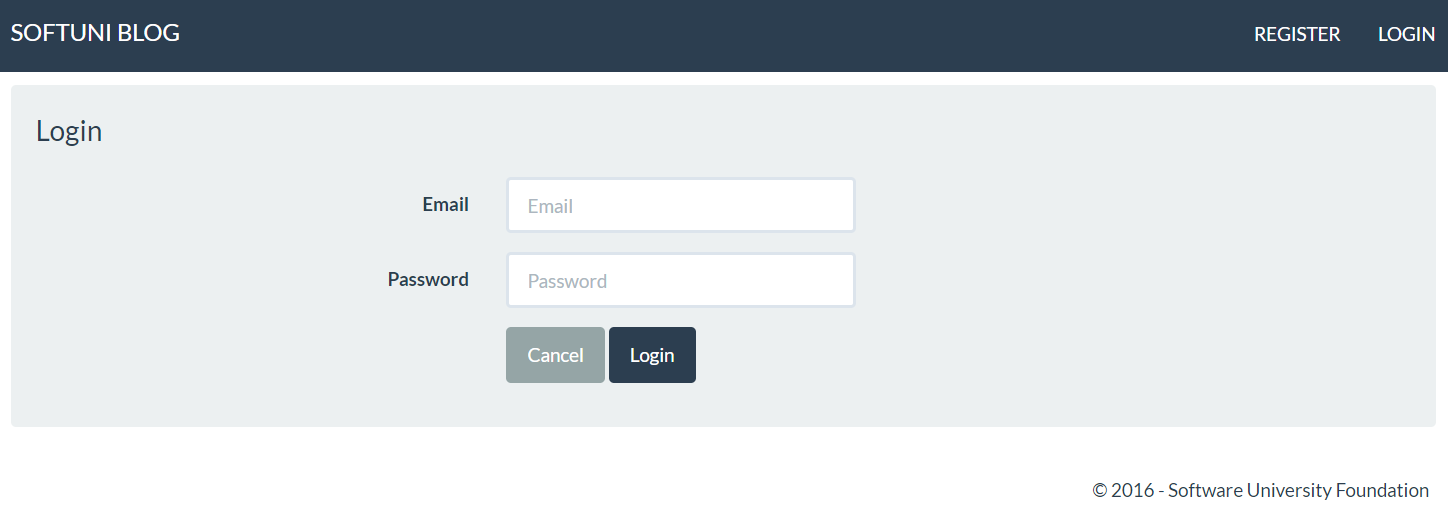 SOFTUNI BLOG
REGISTER
LOGIN
Login
Email
Email
Password
Password
Cancel
Login
© 2016 - Software University Foundation